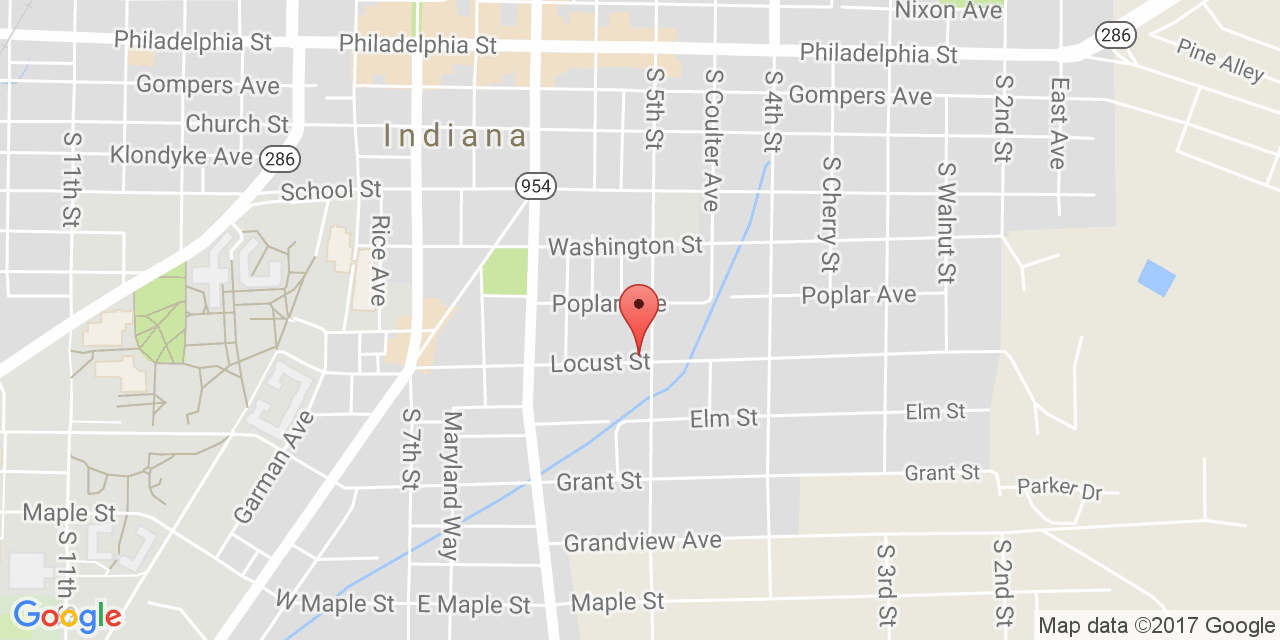 Nixon Ave
286
Philadelphia St
Philadelphia St
Philadelphia St
Pine Alley
Gompers Ave
Gompers Ave
S 5th St
S Coulter Ave
S 4th St
S 2nd St
East Ave
Church St
Indiana
Klondyke Ave
286
S 11th St
School St
954
S Cherry St
S Walnut St
Rice Ave
Washington St
Poplar Ave
Locust St
Elm St
Elm St
S 7th St
Maryland Way
Garman Ave
Grant St
Grant St
Parker Dr
Maple St
S 11th S
Grandview Ave
S 3rd St
S 2nd St
W Maple St
E Maple St
Maple St
Google
Map data ©2017 Google